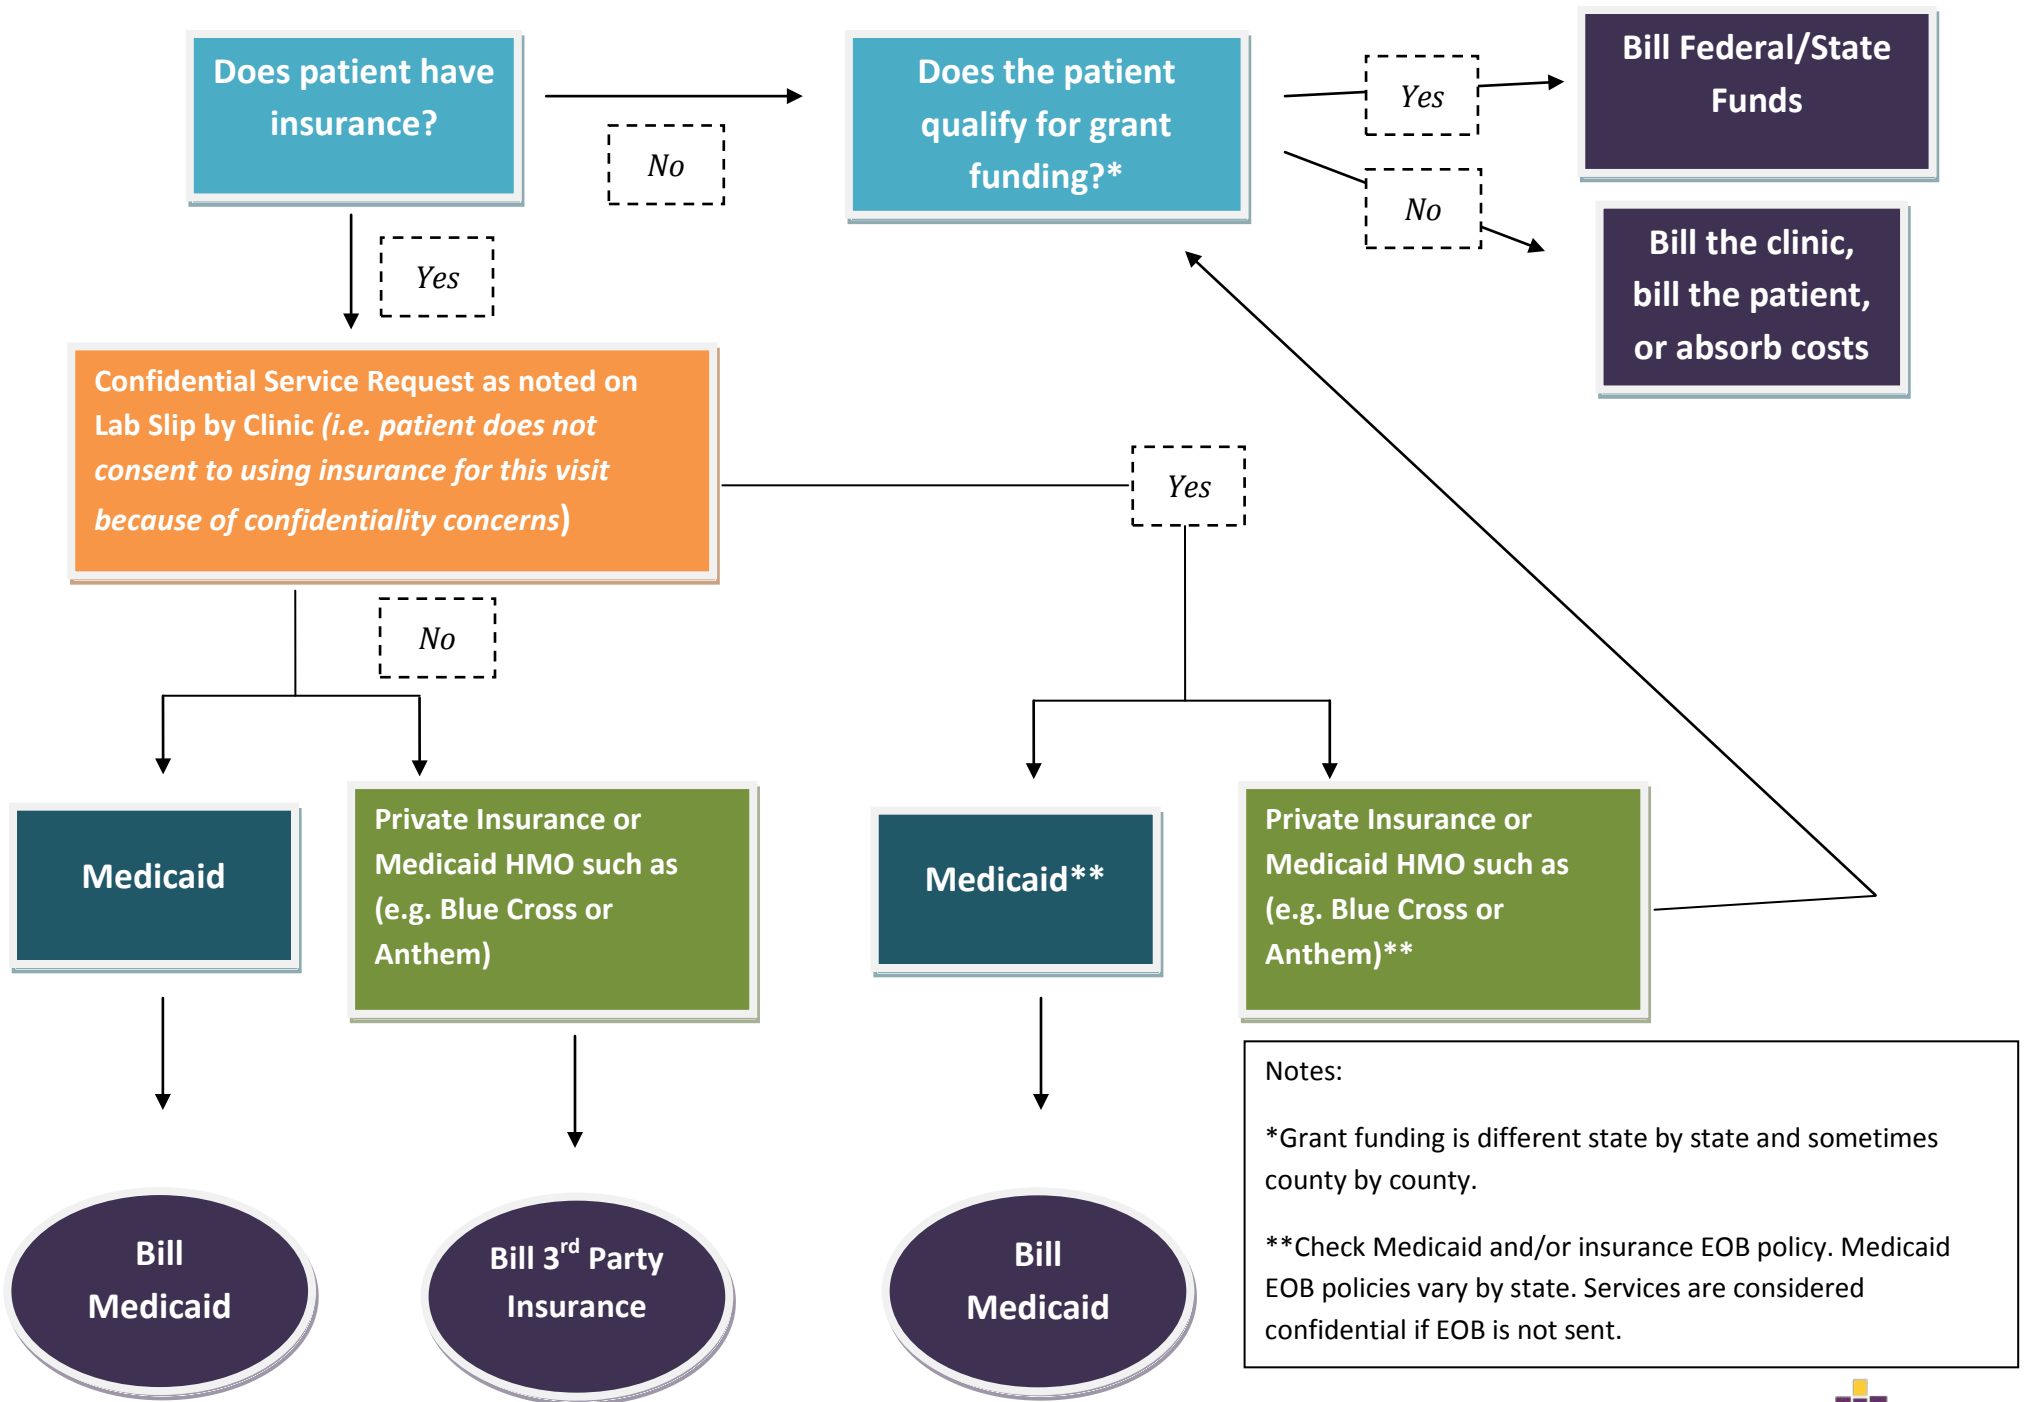 Does patient have
insurance?
No
Does the patient
qualify for grant
funding?*
Yes
Bill Federal/State
Funds
No
Bill the clinic,
bill the patient,
or absorb costs
Yes
Confidential Service Request as noted on
Lab Slip by Clinic (i.e. patient does not
consent to using insurance for this visit
because of confidentiality concerns)
Yes
No
Medicaid
Private Insurance or
Medicaid HMO such as
(e.g. Blue Cross or
Anthem)
Medicaid**
Private Insurance or
Medicaid HMO such as
(e.g. Blue Cross or
Anthem)**
Bill
Medicaid
Bill 3rd Party
Insurance
Bill
Medicaid
Notes:
*Grant funding is different state by state and sometimes
county by county.
**Check Medicaid and/or insurance EOB policy. Medicaid
EOB policies vary by state. Services are considered
confidential if EOB is not sent.